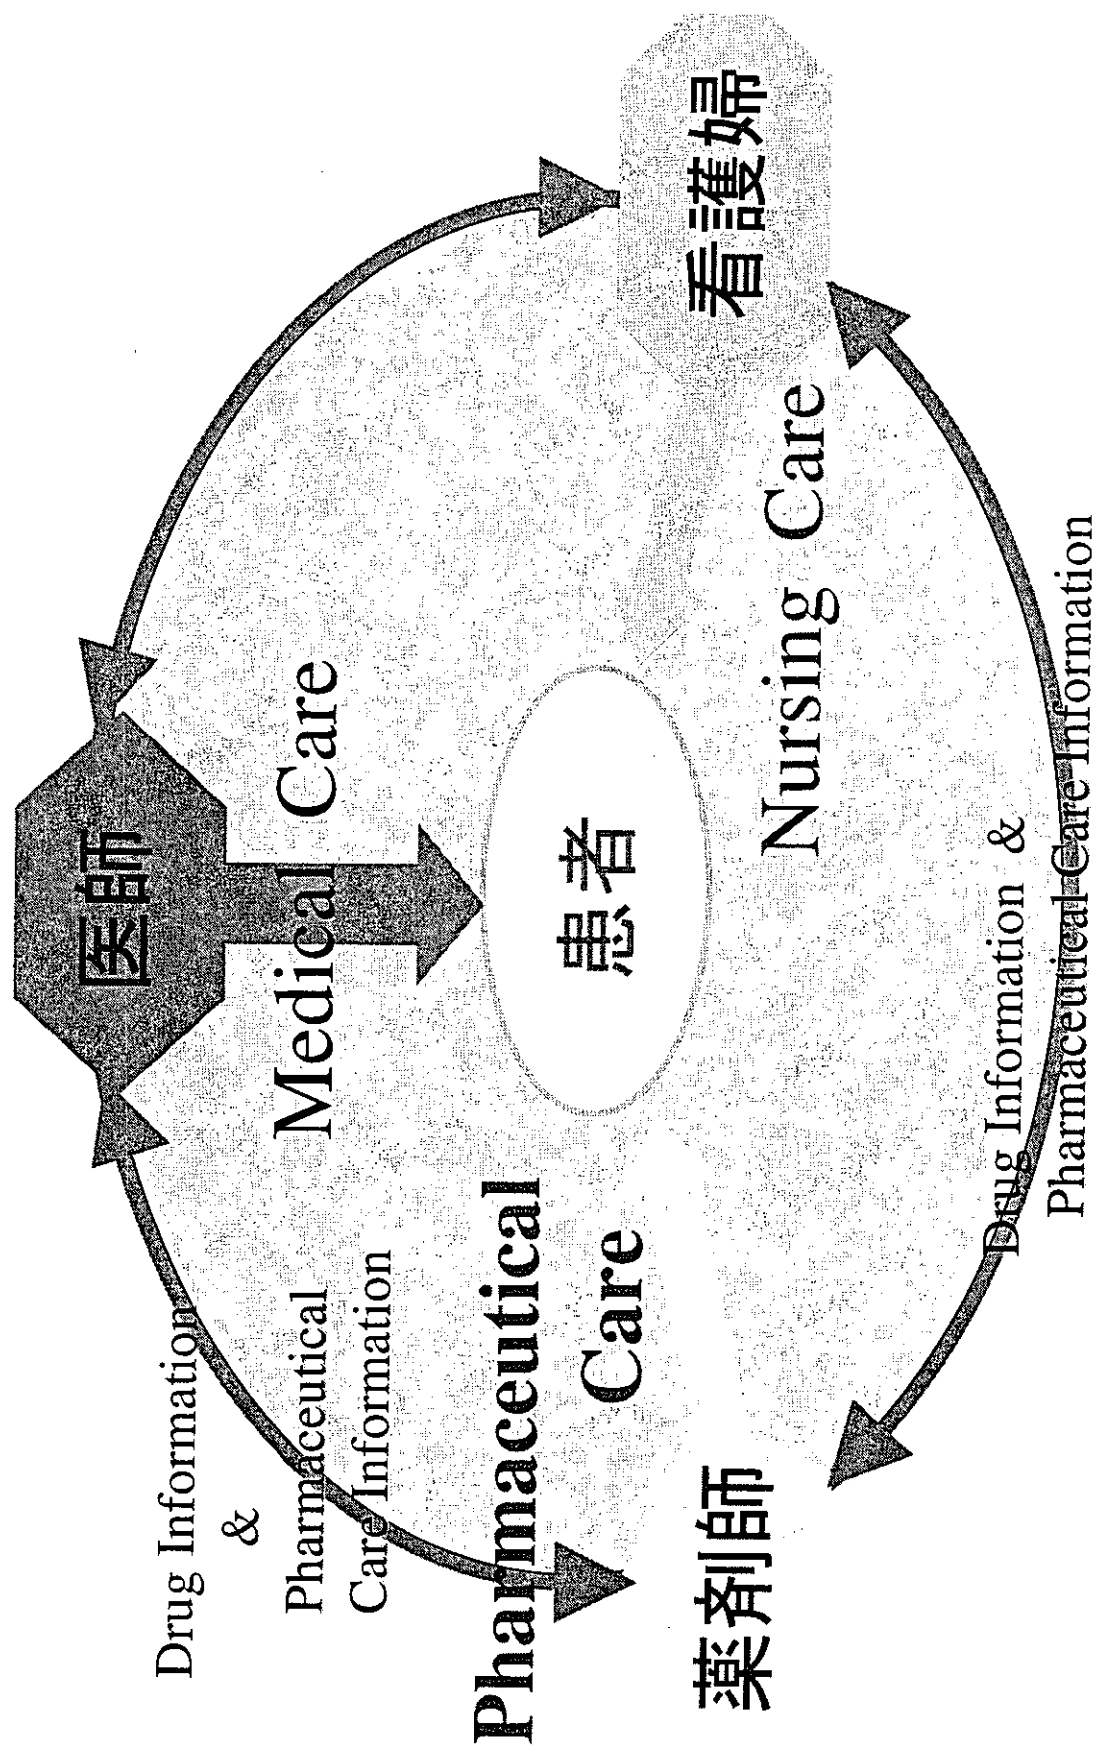 医師
Drug Information
&
Pharmaceutical
Care Information
Medical Care
Pharmaceutical
Care
患者
薬剤師
Nursing Care
看護婦
Drug Information &
Pharmaceutical Care Information